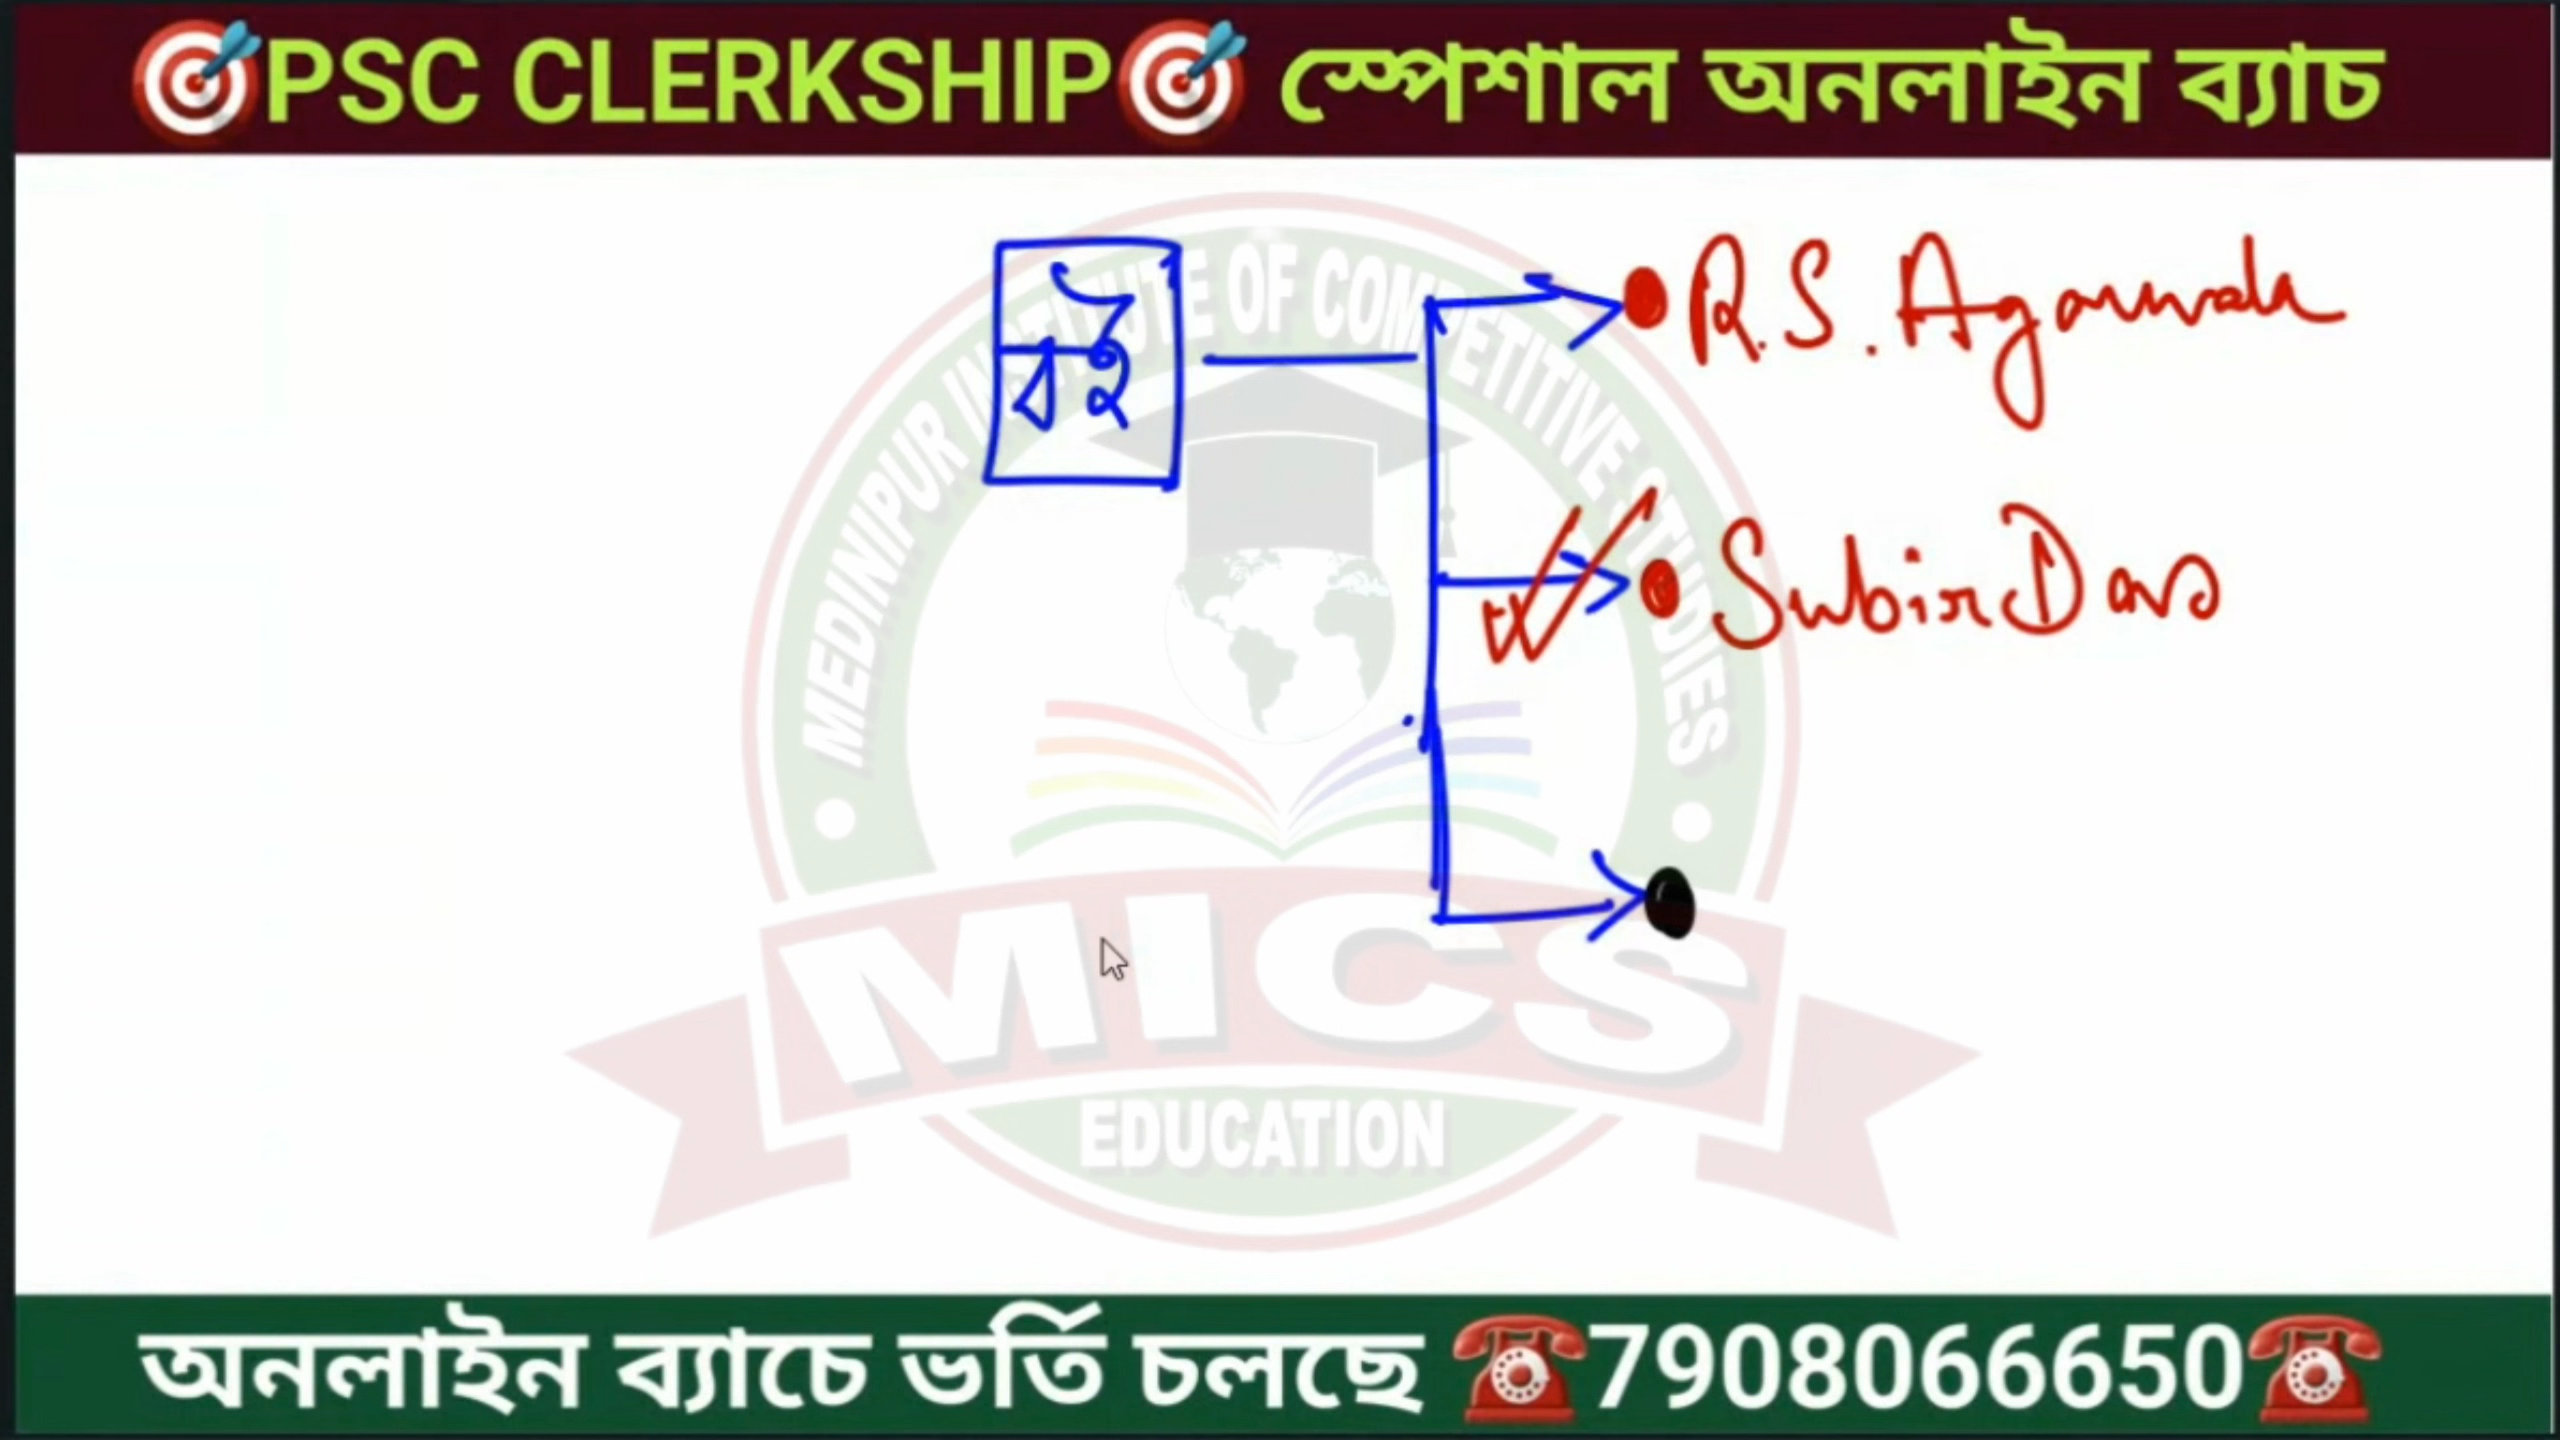 🎯PSC CLERKSHIP🎯 স্পেশাল অনলাইন ব্যাচ
বই
R.S. Agarwala
Subir Das
MEDINIPUR INSTITUTE OF COMPETITIVE STUDIES
MICS
EDUCATION
অনলাইন ব্যাচে ভর্তি চলছে ☎7908066650☎